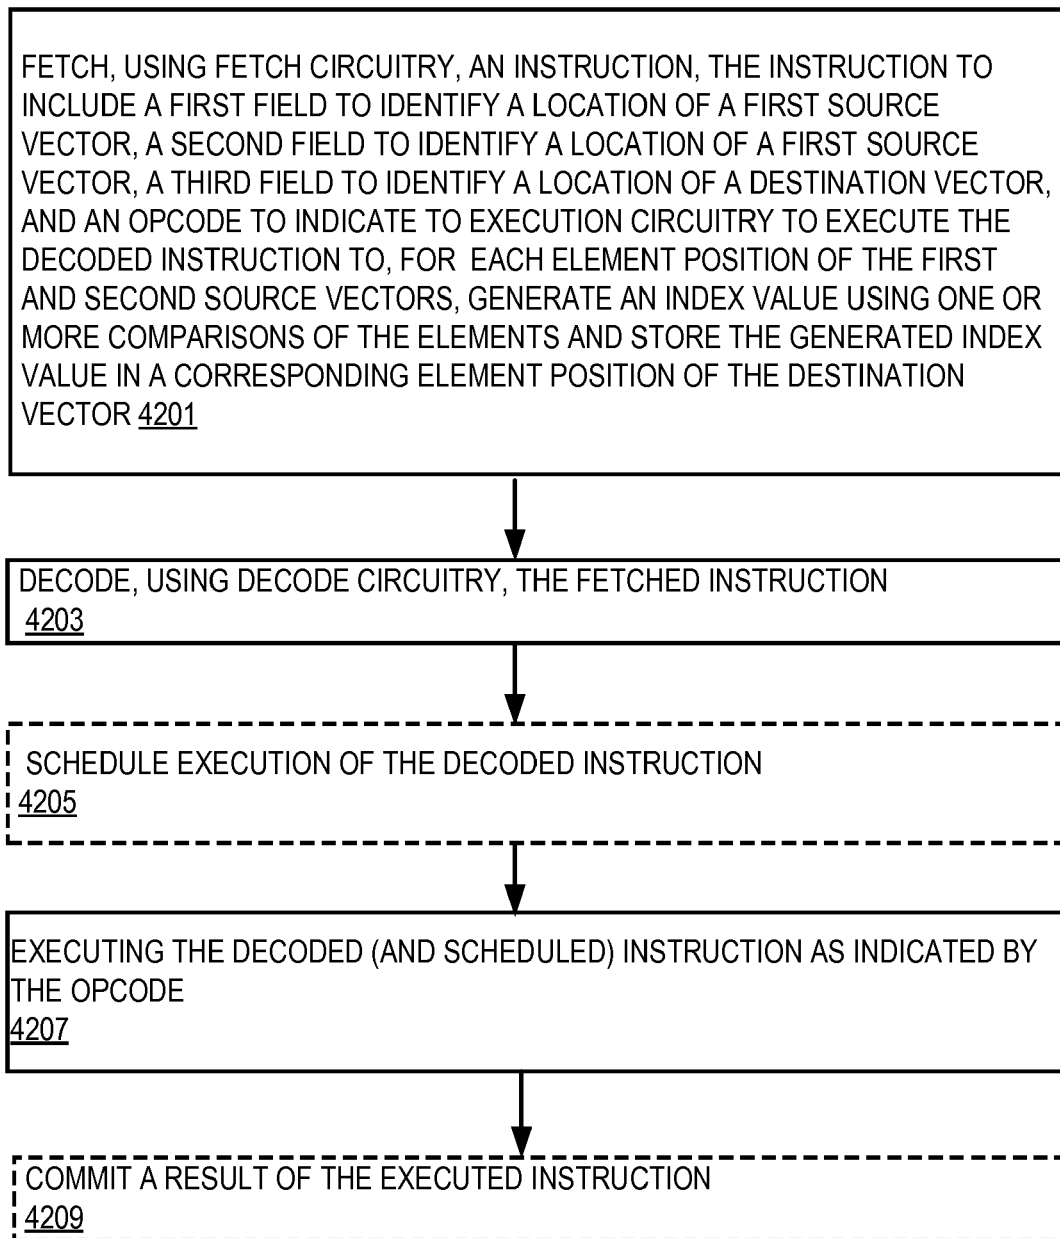 FETCH, USING FETCH CIRCUITRY, AN INSTRUCTION, THE INSTRUCTION TO
INCLUDE A FIRST FIELD TO IDENTIFY A LOCATION OF A FIRST SOURCE
VECTOR, A SECOND FIELD TO IDENTIFY A LOCATION OF A FIRST SOURCE
VECTOR, A THIRD FIELD TO IDENTIFY A LOCATION OF A DESTINATION VECTOR,
AND AN OPCODE TO INDICATE TO EXECUTION CIRCUITRY TO EXECUTE THE
DECODED INSTRUCTION TO, FOR EACH ELEMENT POSITION OF THE FIRST
AND SECOND SOURCE VECTORS, GENERATE AN INDEX VALUE USING ONE OR
MORE COMPARISONS OF THE ELEMENTS AND STORE THE GENERATED INDEX
VALUE IN A CORRESPONDING ELEMENT POSITION OF THE DESTINATION
VECTOR 4201
DECODE, USING DECODE CIRCUITRY, THE FETCHED INSTRUCTION
4203
SCHEDULE EXECUTION OF THE DECODED INSTRUCTION
4205
EXECUTING THE DECODED (AND SCHEDULED) INSTRUCTION AS INDICATED BY
THE OPCODE
4207
COMMIT A RESULT OF THE EXECUTED INSTRUCTION
4209